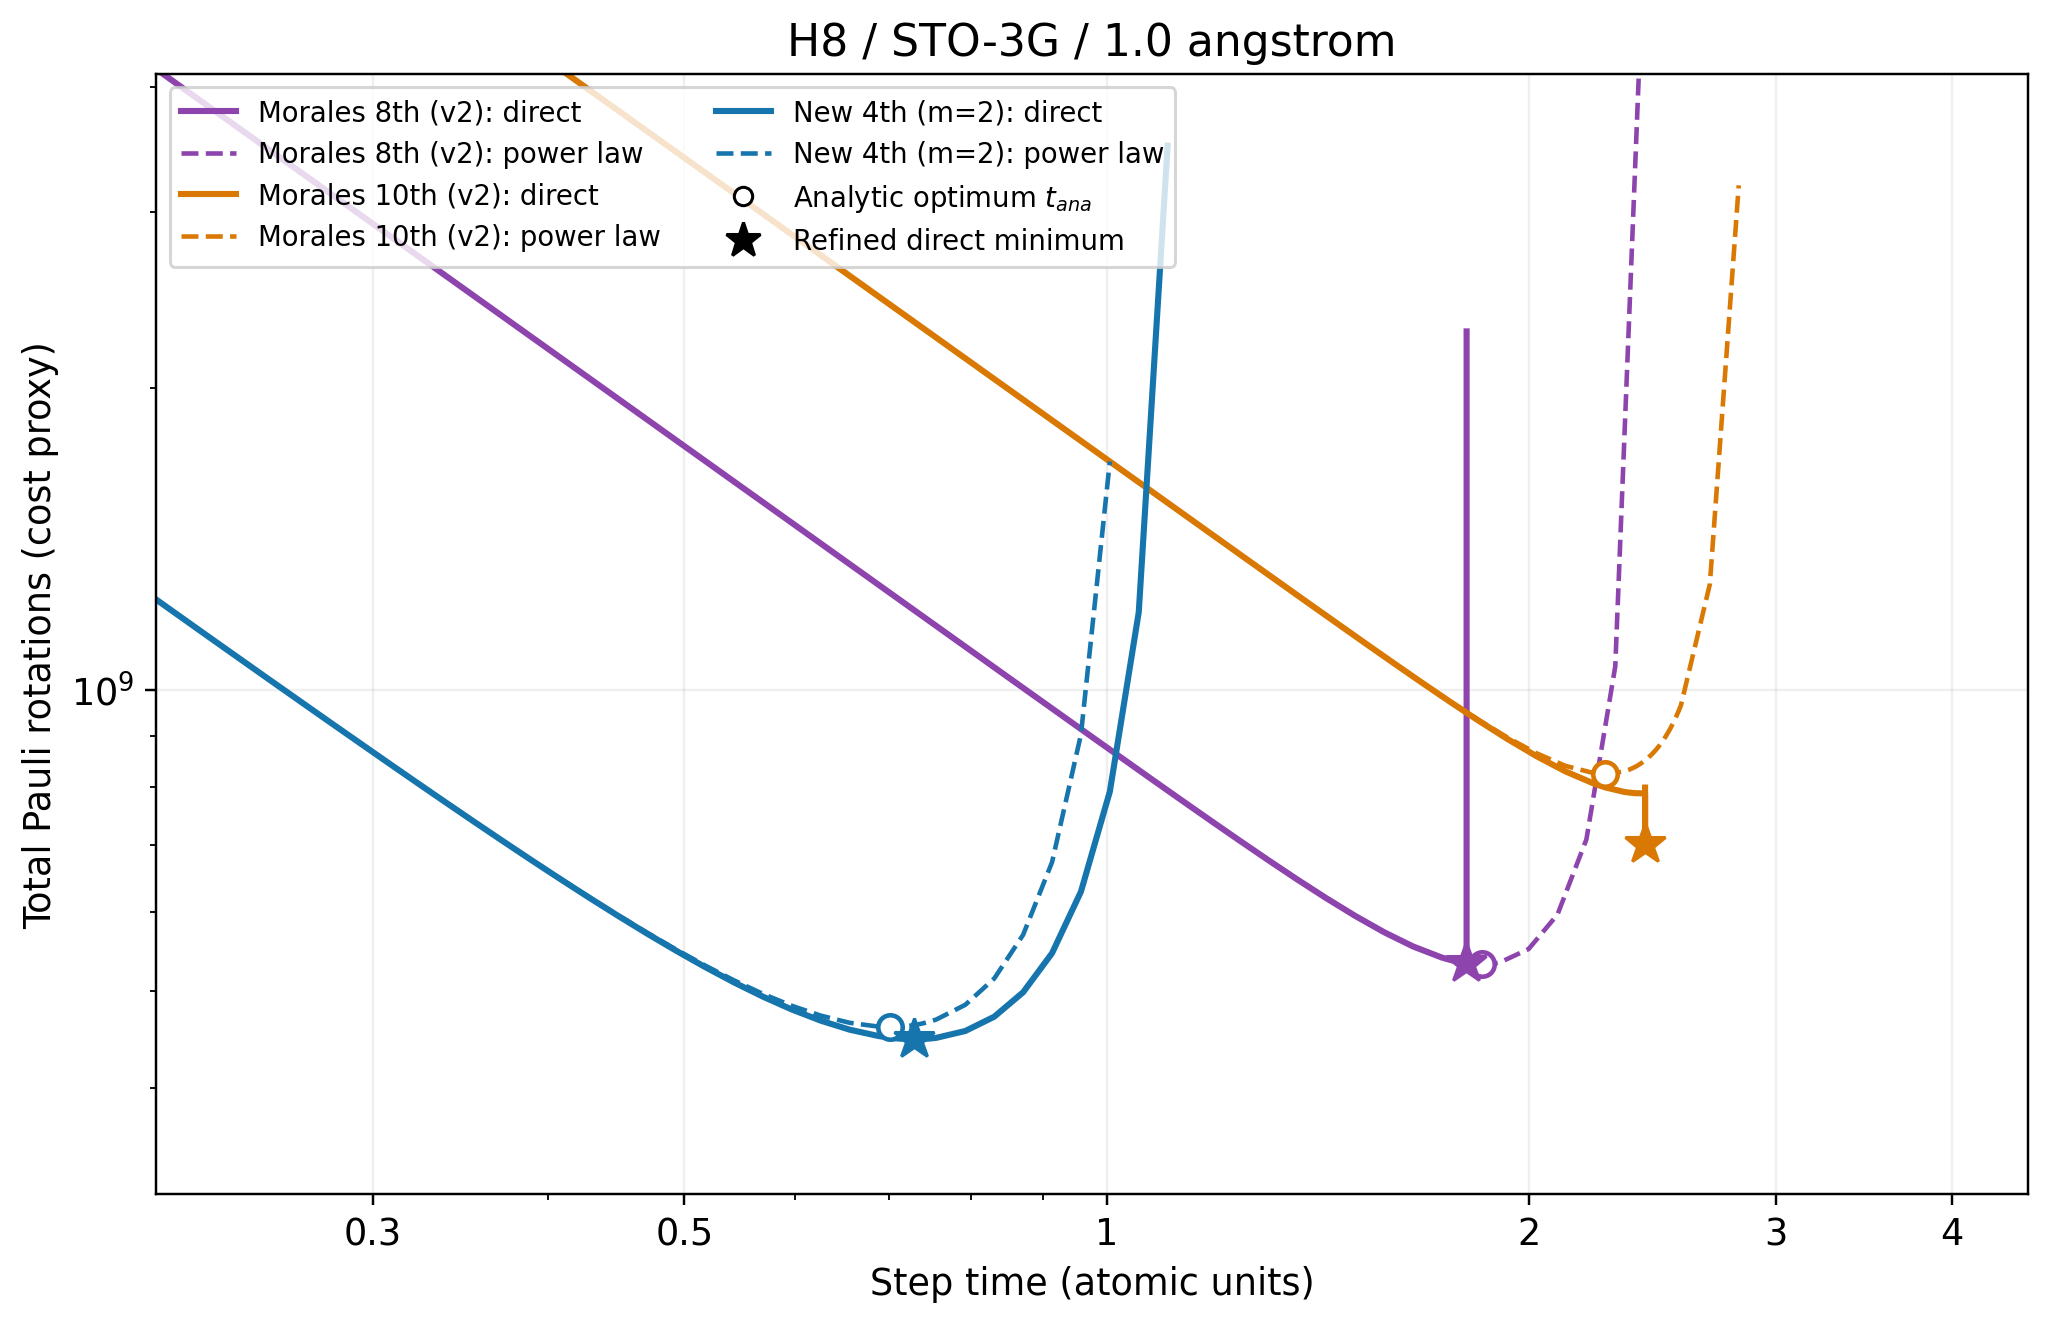 H8 / STO-3G / 1.0 angstrom
Morales 8th (v2): direct
Morales 8th (v2): power law
Morales 10th (v2): direct
Morales 10th (v2): power law
New 4th (m=2): direct
New 4th (m=2): power law
Analytic optimum t_ana
Refined direct minimum
Total Pauli rotations (cost proxy)
10⁹
0.3
0.5
1
2
3
4
Step time (atomic units)